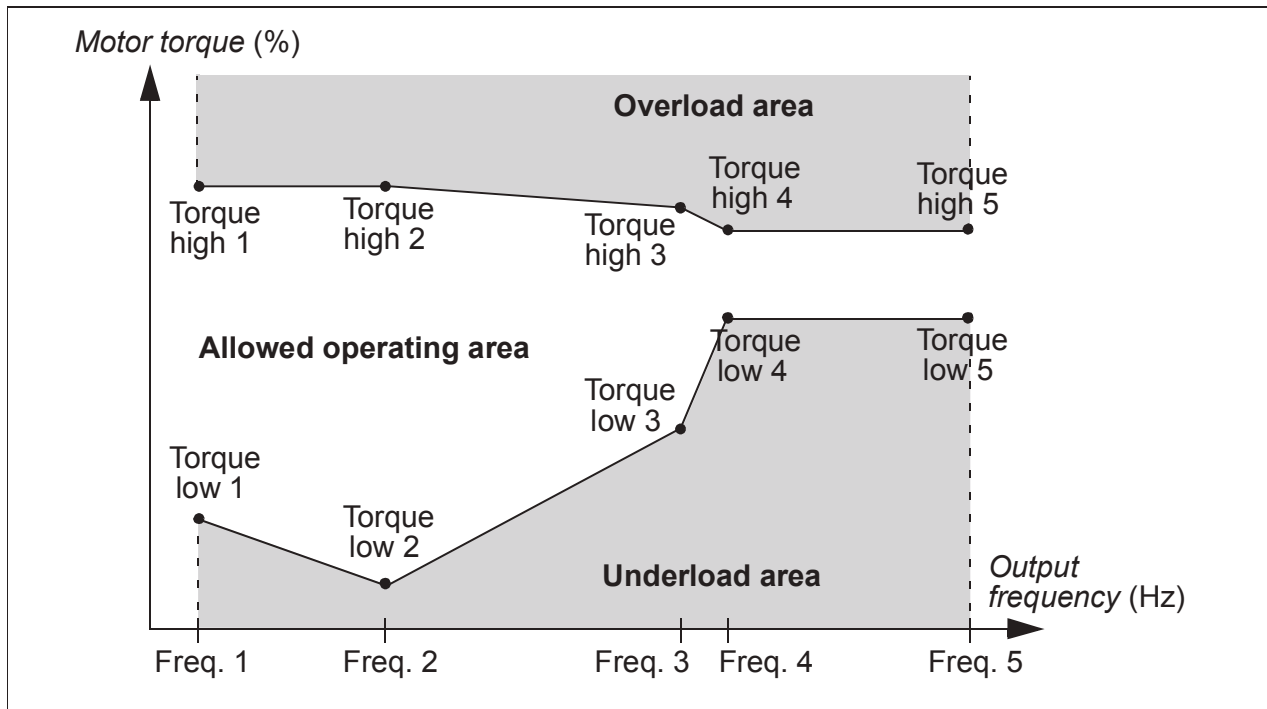 Motor torque (%)
Overload area
Torque
high 1
Torque
high 2
Torque
high 3
Torque
high 4
Torque
high 5
Allowed operating area
Torque
low 1
Torque
low 2
Torque
low 3
Torque
low 4
Torque
low 5
Underload area
Output
frequency (Hz)
Freq. 1
Freq. 2
Freq. 3
Freq. 4
Freq. 5